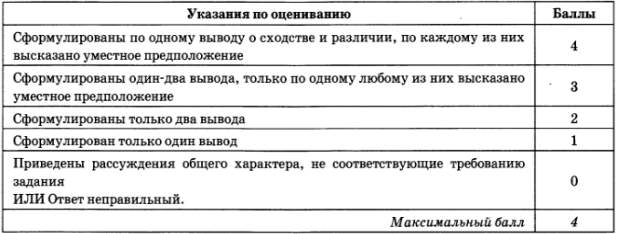 Указания по оцениванию Баллы
Сформулированы по одному выводу о сходстве и различии, по каждому из них
высказано уместное предположение 4
Сформулированы один-два вывода, только по одному любому из них высказано
уместное предположение 3
Сформулированы только два вывода 2
Сформулирован только один вывод 1
Приведены рассуждения общего характера, не соответствующие требованию
задания
ИЛИ Ответ неправильный. 0
Максимальный балл 4